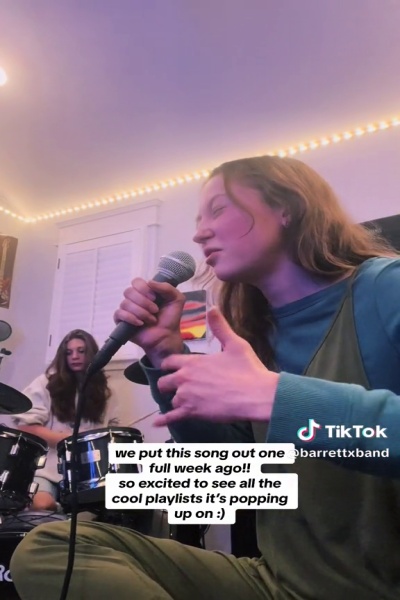 TikTok
@barrettxband
we put this song out one
full week ago!!
so excited to see all the
cool playlists it's popping
up on :)